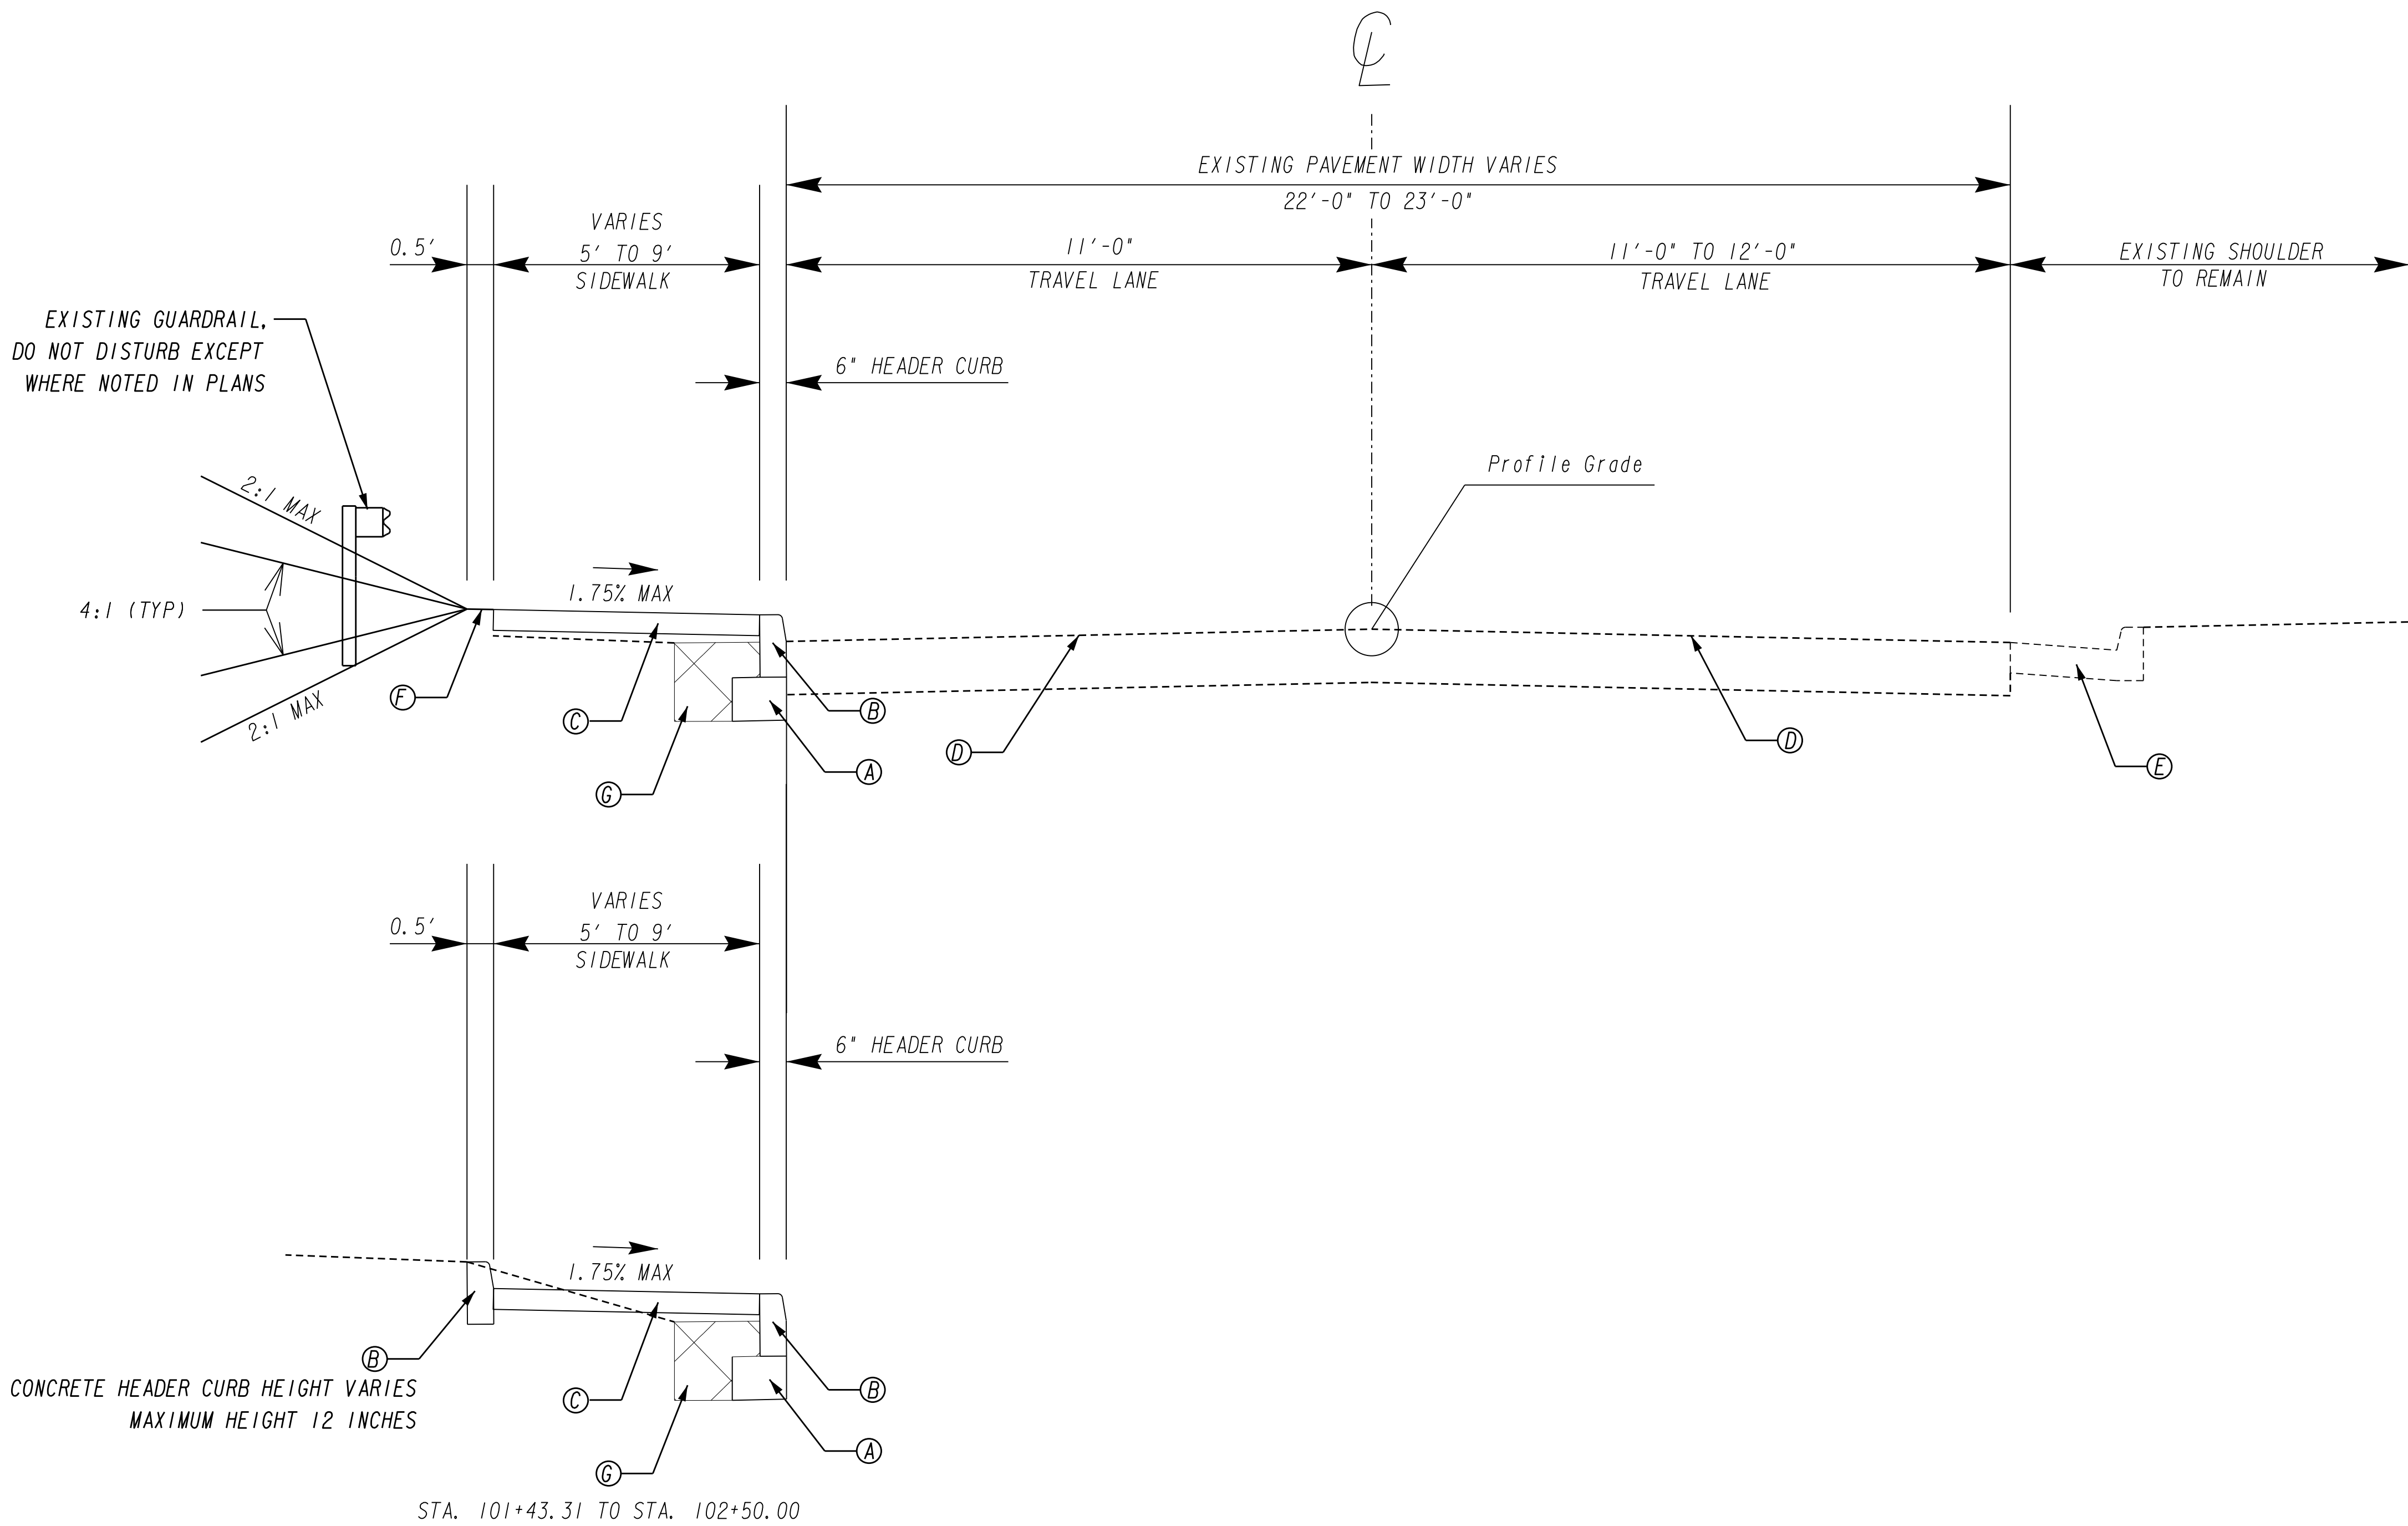 ℄
EXISTING PAVEMENT WIDTH VARIES
22'-0" TO 23'-0"
0.5'
VARIES
5' TO 9'
SIDEWALK
11'-0"
TRAVEL LANE
11'-0" TO 12'-0"
TRAVEL LANE
EXISTING SHOULDER
TO REMAIN
EXISTING GUARDRAIL,
DO NOT DISTURB EXCEPT
WHERE NOTED IN PLANS
6" HEADER CURB
Profile Grade
2:1 MAX
1.75% MAX
4:1 (TYP)
2:1 MAX
F
C
B
D
D
E
A
G
0.5'
VARIES
5' TO 9'
SIDEWALK
6" HEADER CURB
1.75% MAX
B
CONCRETE HEADER CURB HEIGHT VARIES
MAXIMUM HEIGHT 12 INCHES
C
B
A
G
STA. 101+43.31 TO STA. 102+50.00